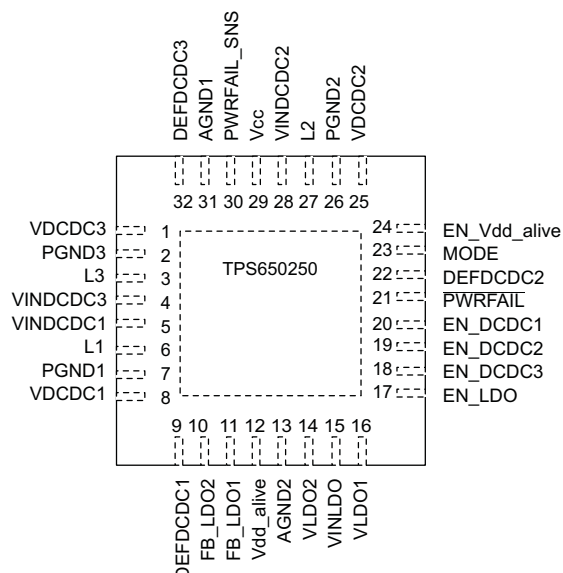 DEFDCDC3
AGND1
PWRFAIL_SNS
Vcc
VINDCDC2
L2
PGND2
VDCDC2
32 31 30 29 28 27 26 25
VDCDC3 1
PGND3 2
L3 3
VINDCDC3 4
VINDCDC1 5
L1 6
PGND1 7
VDCDC1 8
TPS650250
24 EN_Vdd_alive
23 MODE
22 DEFDCDC2
21 PWRFAIL
20 EN_DCDC1
19 EN_DCDC2
18 EN_DCDC3
17 EN_LDO
9 10 11 12 13 14 15 16
DEFDCDC1
FB_LDO2
FB_LDO1
Vdd_alive
AGND2
VLDO2
VINLDO
VLDO1